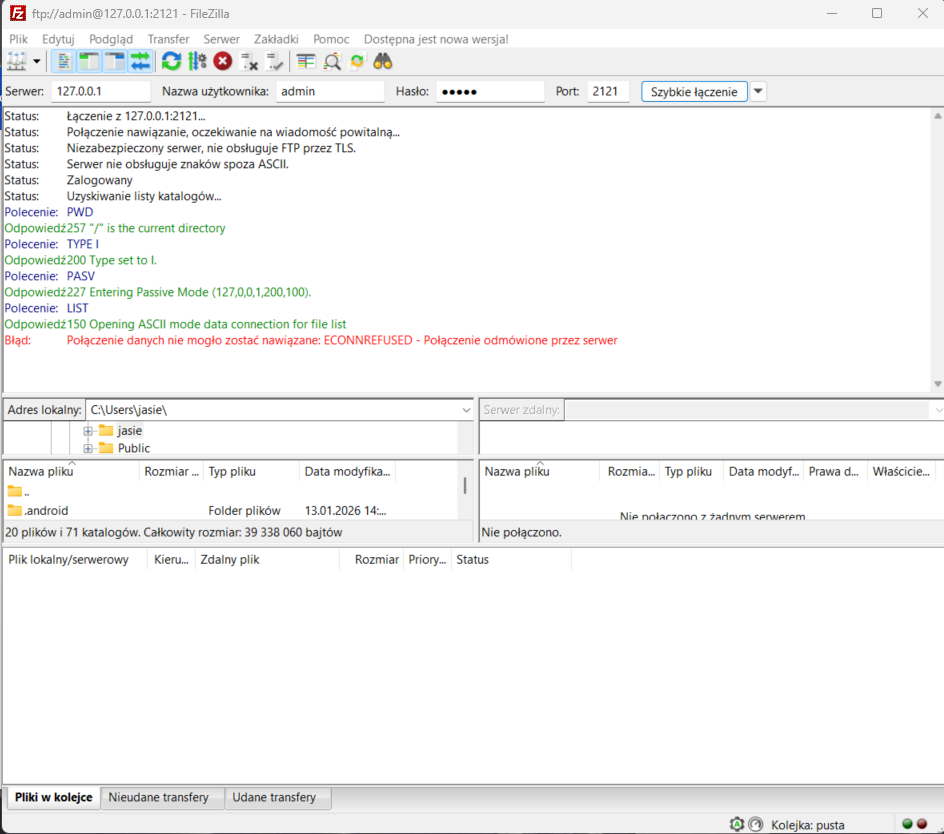 ftp://admin@127.0.0.1:2121 - FileZilla
Plik Edytuj Podgląd Transfer Serwer Zakładki Pomoc Dostępna jest nowa wersja!
Serwer: 127.0.0.1 Nazwa użytkownika: admin Hasło: ●●●●● Port: 2121 Szybkie łączenie
Status: Łączenie z 127.0.0.1:2121...
Status: Połączenie nawiązanie, oczekiwanie na wiadomość powitalną...
Status: Niezabezpieczony serwer, nie obsługuje FTP przez TLS.
Status: Serwer nie obsługuje znaków spoza ASCII.
Status: Zalogowany
Status: Uzyskiwanie listy katalogów...
Polecenie: PWD
Odpowiedź257 "/" is the current directory
Polecenie: TYPE I
Odpowiedź200 Type set to I.
Polecenie: PASV
Odpowiedź227 Entering Passive Mode (127,0,0,1,200,100).
Polecenie: LIST
Odpowiedź150 Opening ASCII mode data connection for file list
Błąd: Połączenie danych nie mogło zostać nawiązane: ECONNREFUSED - Połączenie odmówione przez serwer
Adres lokalny: C:\Users\jasie\ Serwer zdalny:
jasie
Public
Nazwa pliku Rozmiar ... Typ pliku Data modyfika... Nazwa pliku Rozmia... Typ pliku Data modyf... Prawa d... Właścicie...
..
.android Folder plików 13.01.2026 14:... Nie połączono z żadnym serwerem
20 plików i 71 katalogów. Całkowity rozmiar: 39 338 060 bajtów Nie połączono.
Plik lokalny/serwerowy Kieru... Zdalny plik Rozmiar Priory... Status
Pliki w kolejce Nieudane transfery Udane transfery
Kolejka: pusta